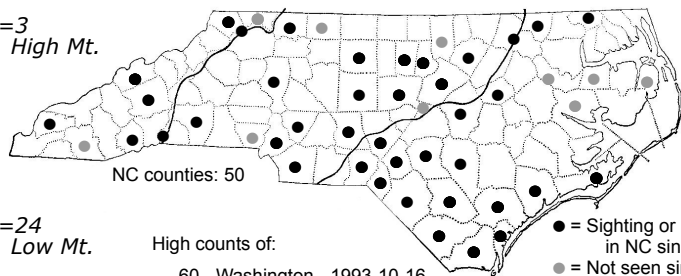 =3
High Mt.
NC counties: 50
=24
Low Mt.
High counts of:
● = Sighting or
in NC sin
● = Not seen si
60 - Washington - 1993-10-16